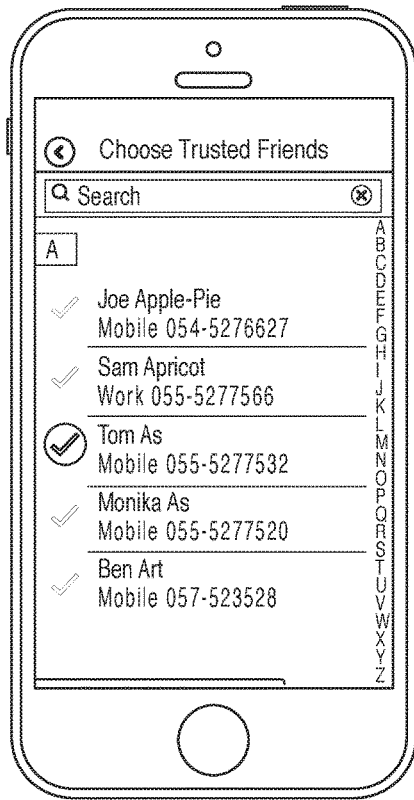 Choose Trusted Friends
Search
A
Joe Apple-Pie
Mobile 054-5276627
Sam Apricot
Work 055-5277566
Tom As
Mobile 055-5277532
Monika As
Mobile 055-5277520
Ben Art
Mobile 057-523528
A
B
C
D
E
F
G
H
I
J
K
L
M
N
O
P
Q
R
S
T
U
V
W
X
Y
Z